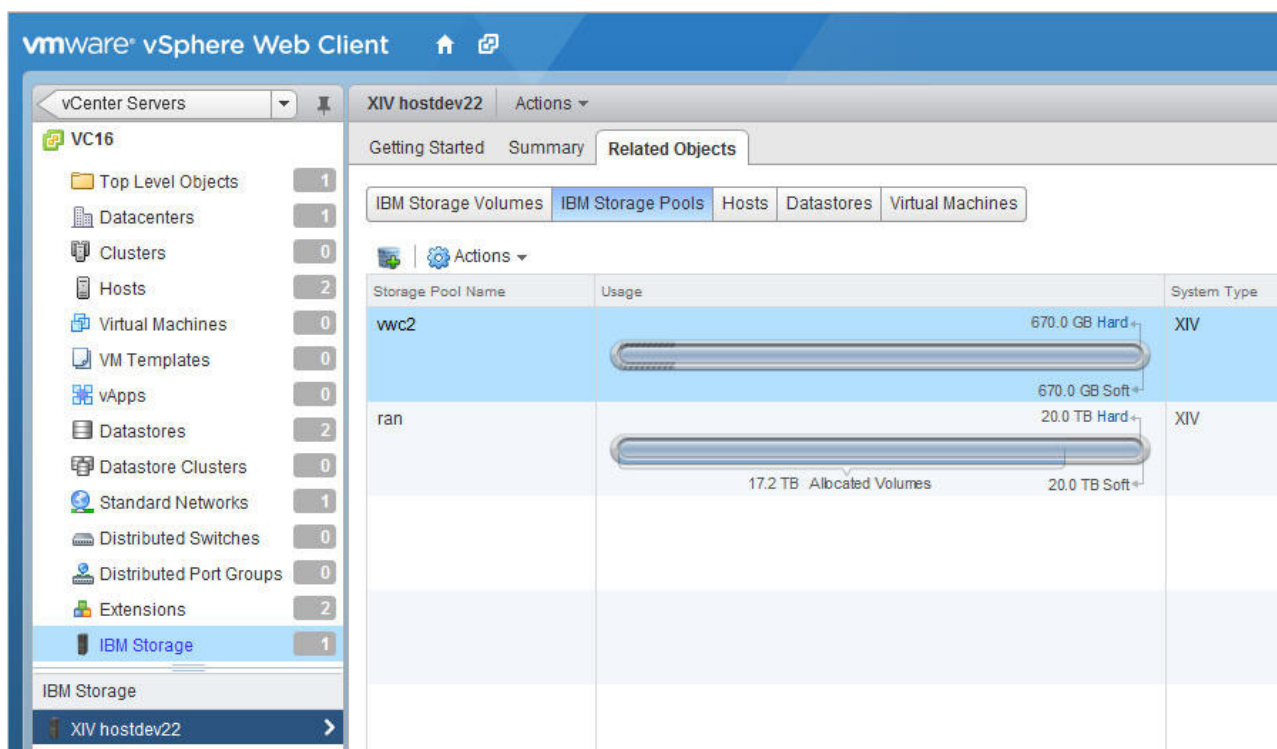 vmware® vSphere Web Client
vCenter Servers
VC16
Top Level Objects 1
Datacenters 1
Clusters 0
Hosts 2
Virtual Machines 0
VM Templates 0
vApps 0
Datastores 2
Datastore Clusters 0
Standard Networks 1
Distributed Switches 0
Distributed Port Groups 0
Extensions 2
IBM Storage 1
IBM Storage
XIV hostdev22
XIV hostdev22 Actions
Getting Started Summary Related Objects
IBM Storage Volumes IBM Storage Pools Hosts Datastores Virtual Machines
Actions
Storage Pool Name Usage System Type
vwc2 670.0 GB Hard XIV
670.0 GB Soft
ran 20.0 TB Hard XIV
17.2 TB Allocated Volumes 20.0 TB Soft